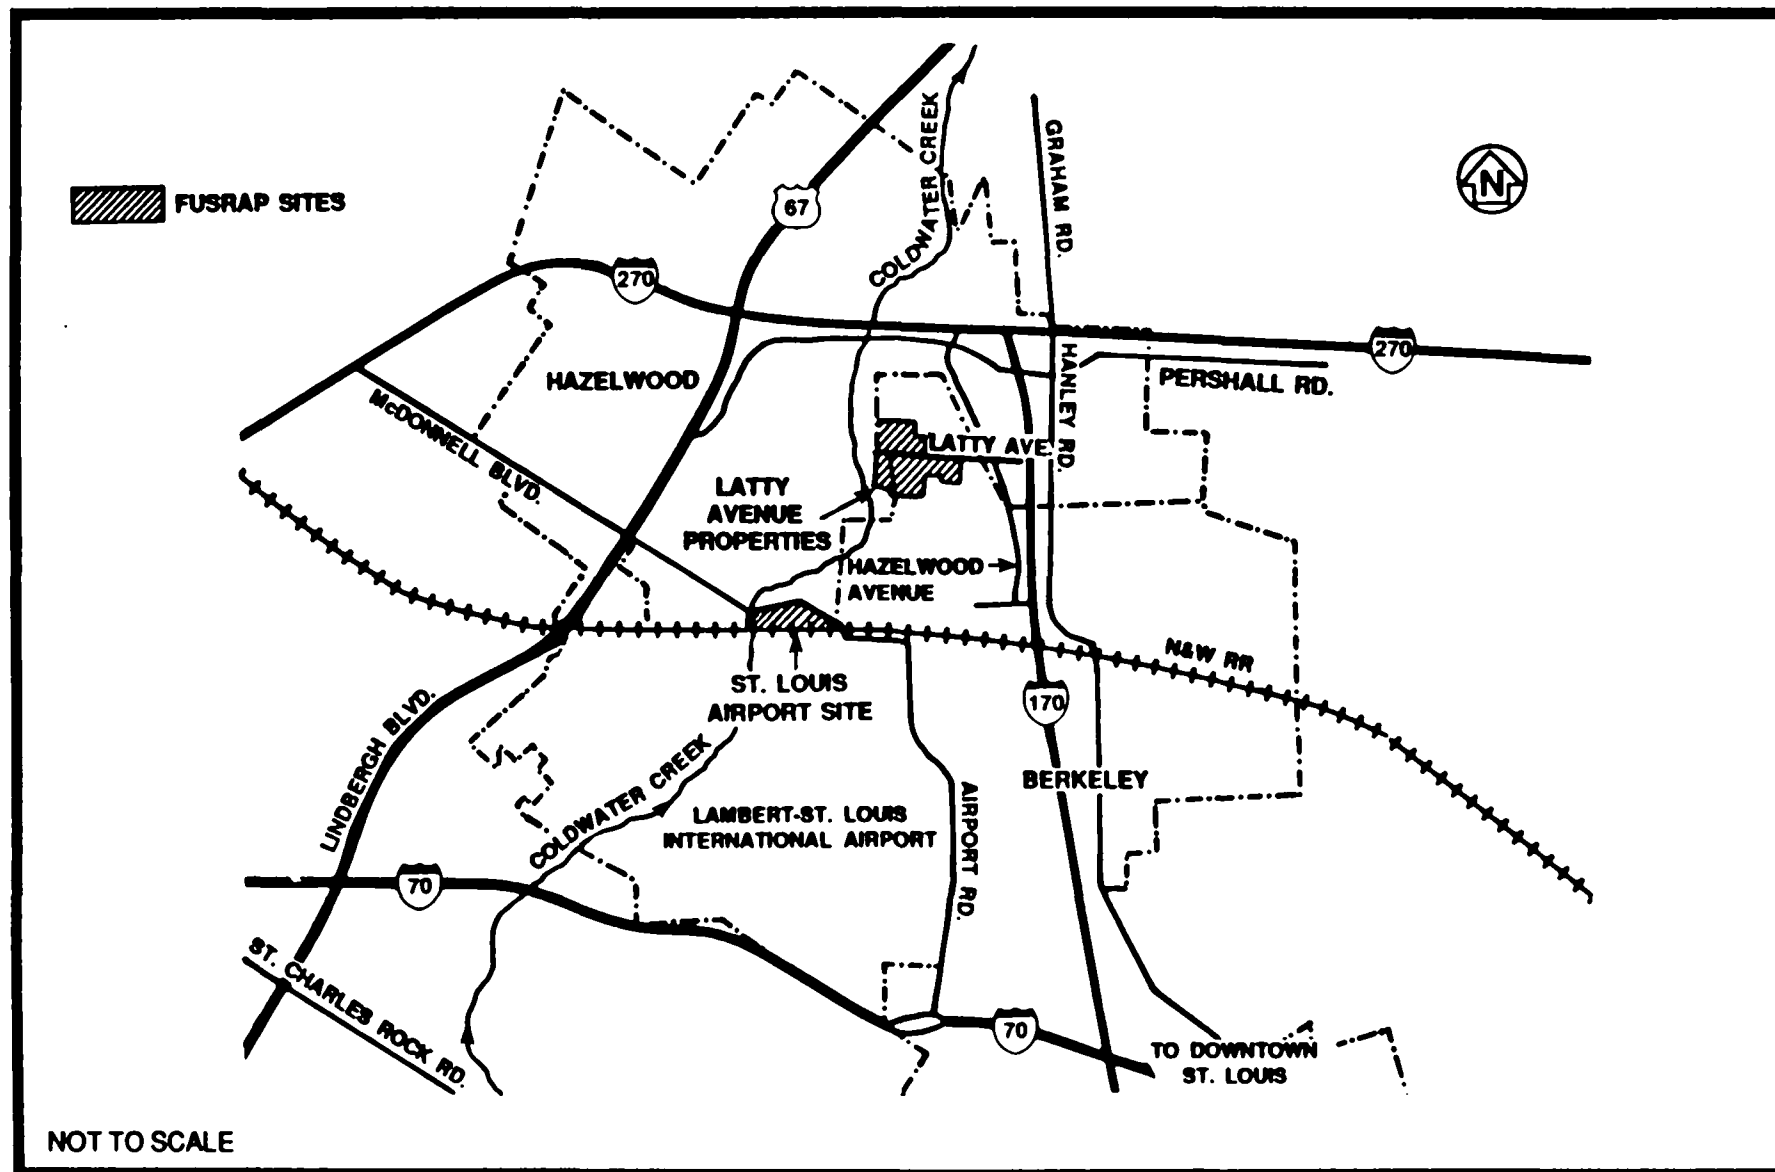 COLDWATER CREEK
GRAHAM RD.
N
FUSRAP SITES
67
270
270
HAZELWOOD
HANLEY RD.
PERSHALL RD.
McDONNELL BLVD.
LATTY AVE
LATTY
AVENUE
PROPERTIES
HAZELWOOD
AVENUE
N&W RR
ST. LOUIS
AIRPORT SITE
170
LINDBERGH BLVD.
COLDWATER CREEK
BERKELEY
AIRPORT RD.
LAMBERT-ST. LOUIS
INTERNATIONAL AIRPORT
70
ST. CHARLES ROCK RD.
70
TO DOWNTOWN
ST. LOUIS
NOT TO SCALE